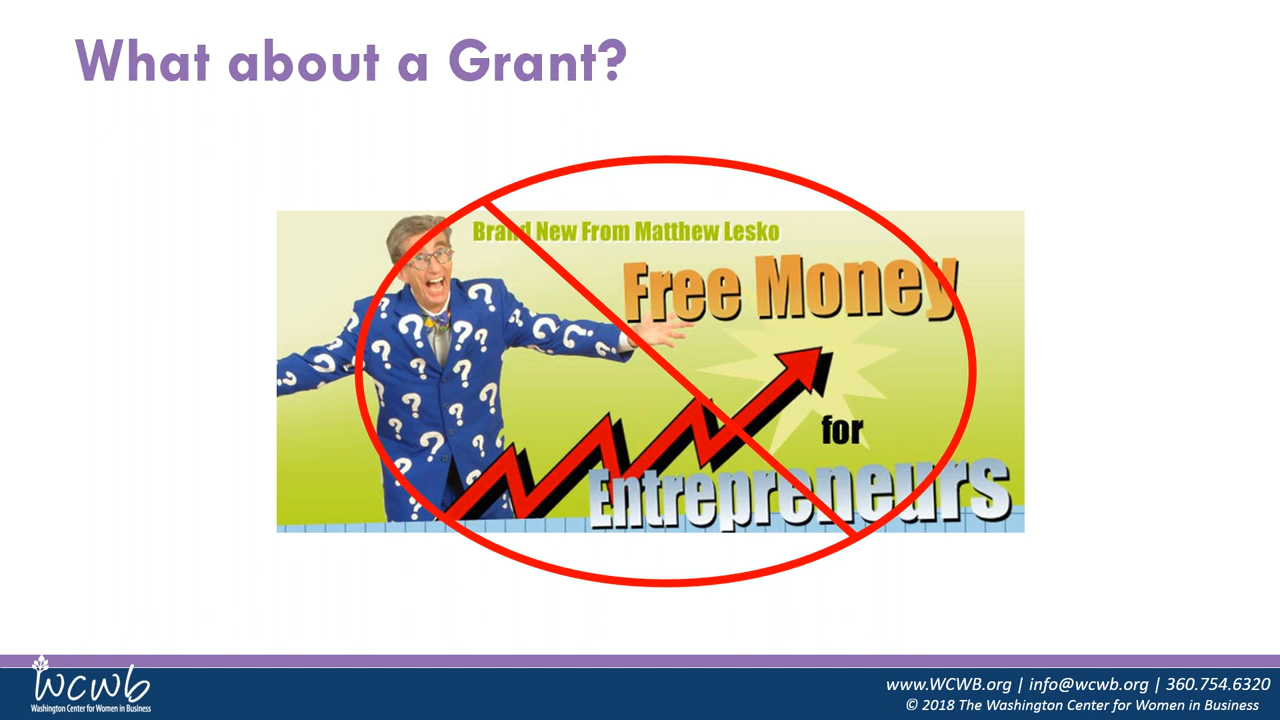 What about a Grant?
Brand New From Matthew Lesko
Free Money
for
Entrepreneurs
wcwb
Washington Center for Women in Business
www.WCWB.org | info@wcwb.org | 360.754.6320
© 2018 The Washington Center for Women in Business